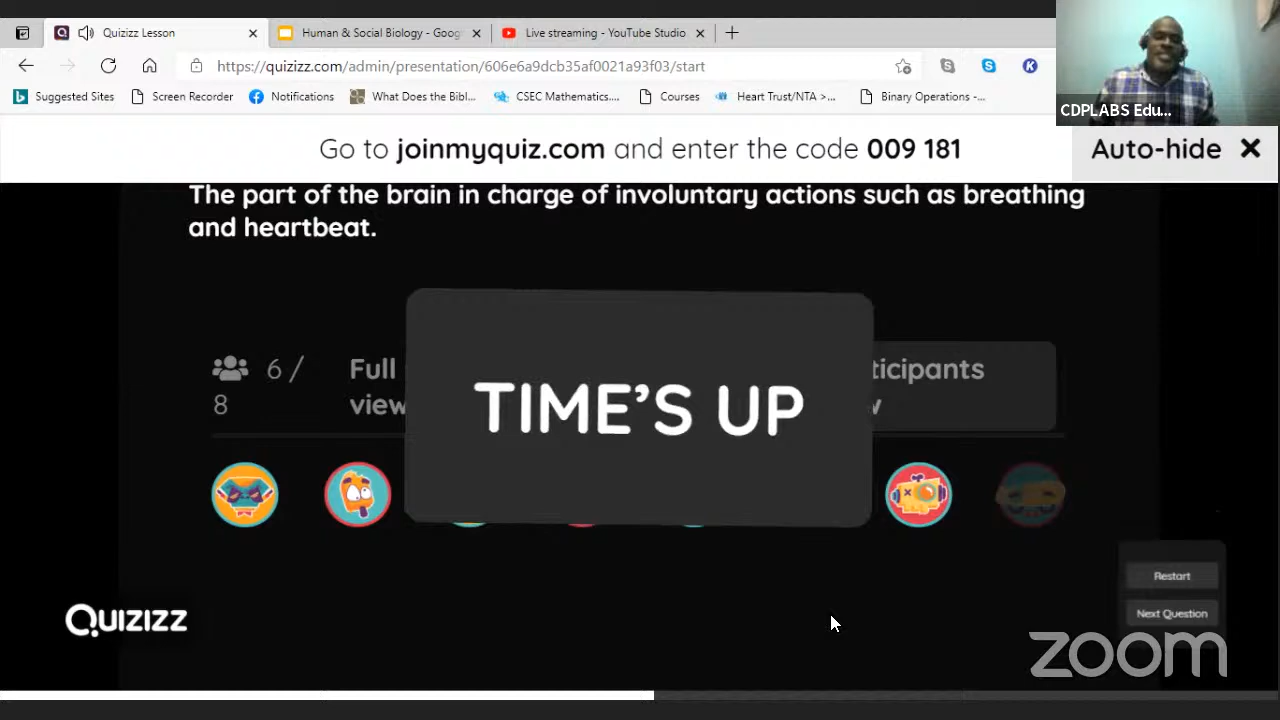 Quizizz Lesson
Human & Social Biology - Goog
Live streaming - YouTube Studio
https://quizizz.com/admin/presentation/606e6a9dcb35af0021a93f03/start
Suggested Sites
Screen Recorder
Notifications
What Does the Bibl...
CSEC Mathematics....
Courses
Heart Trust/NTA >...
Binary Operations -...
CDPLABS Edu...
Go to joinmyquiz.com and enter the code 009 181
Auto-hide
The part of the brain in charge of involuntary actions such as breathing
and heartbeat.
6 /
8
Full
view
ticipants
TIME'S UP
Quizizz
Restart
Next Question
zoom